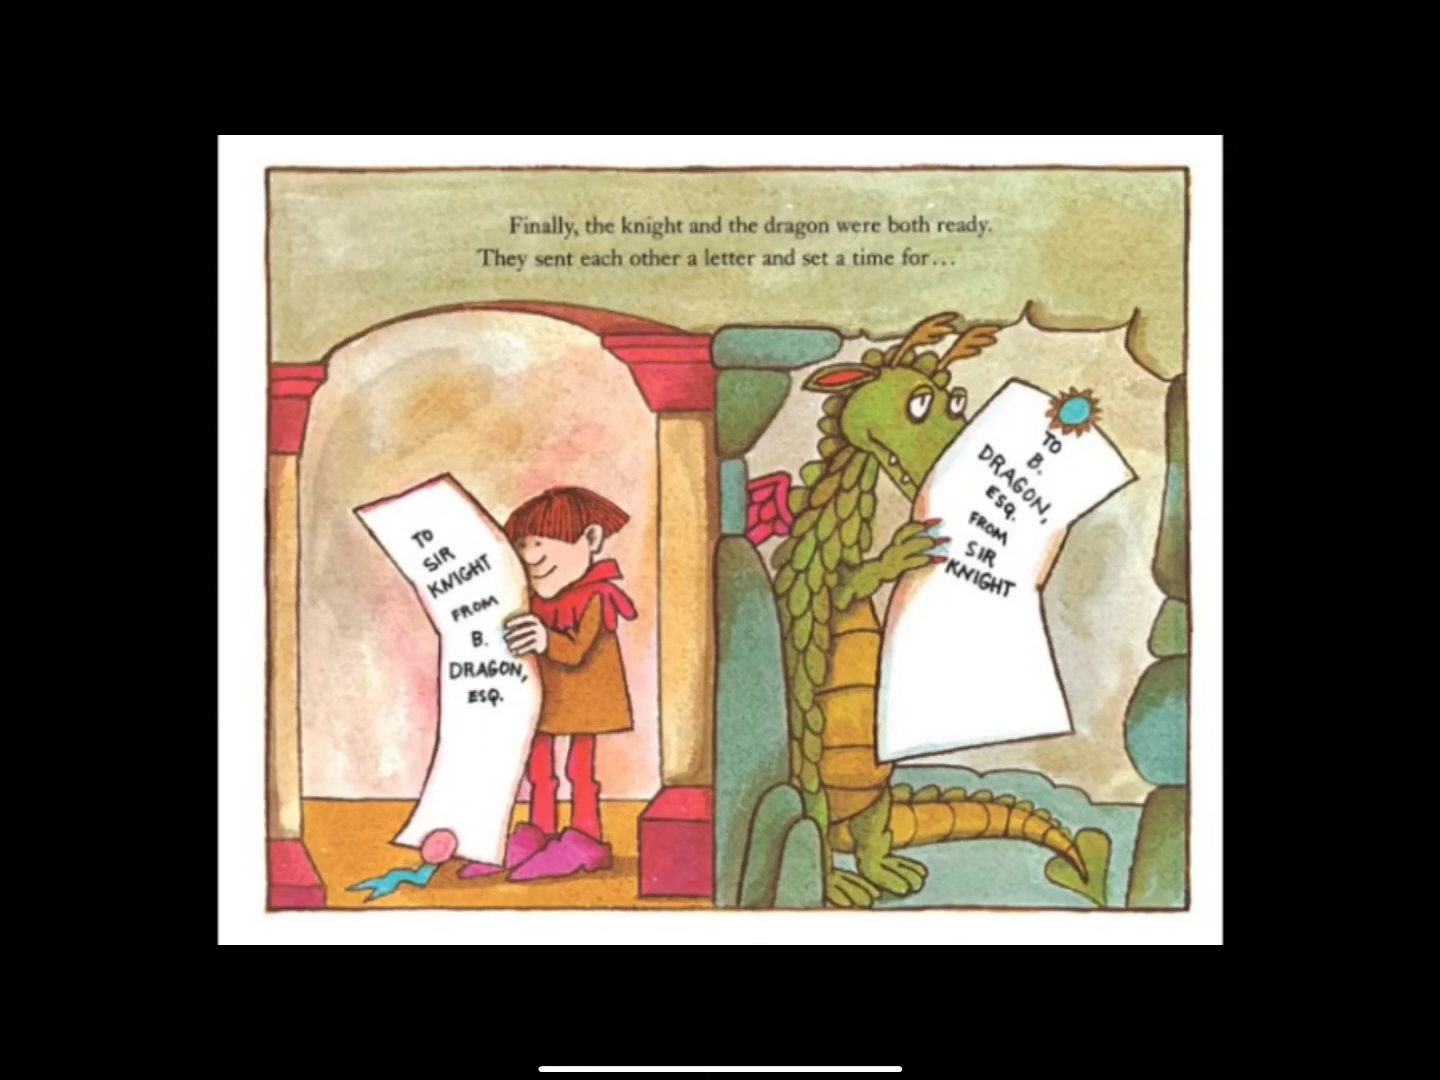 Finally, the knight and the dragon were both ready.
They sent each other a letter and set a time for...
TO
SIR
KNIGHT
FROM
B.
DRAGON,
ESQ.
TO
B.
DRAGON,
ESQ.
FROM
SIR
KNIGHT